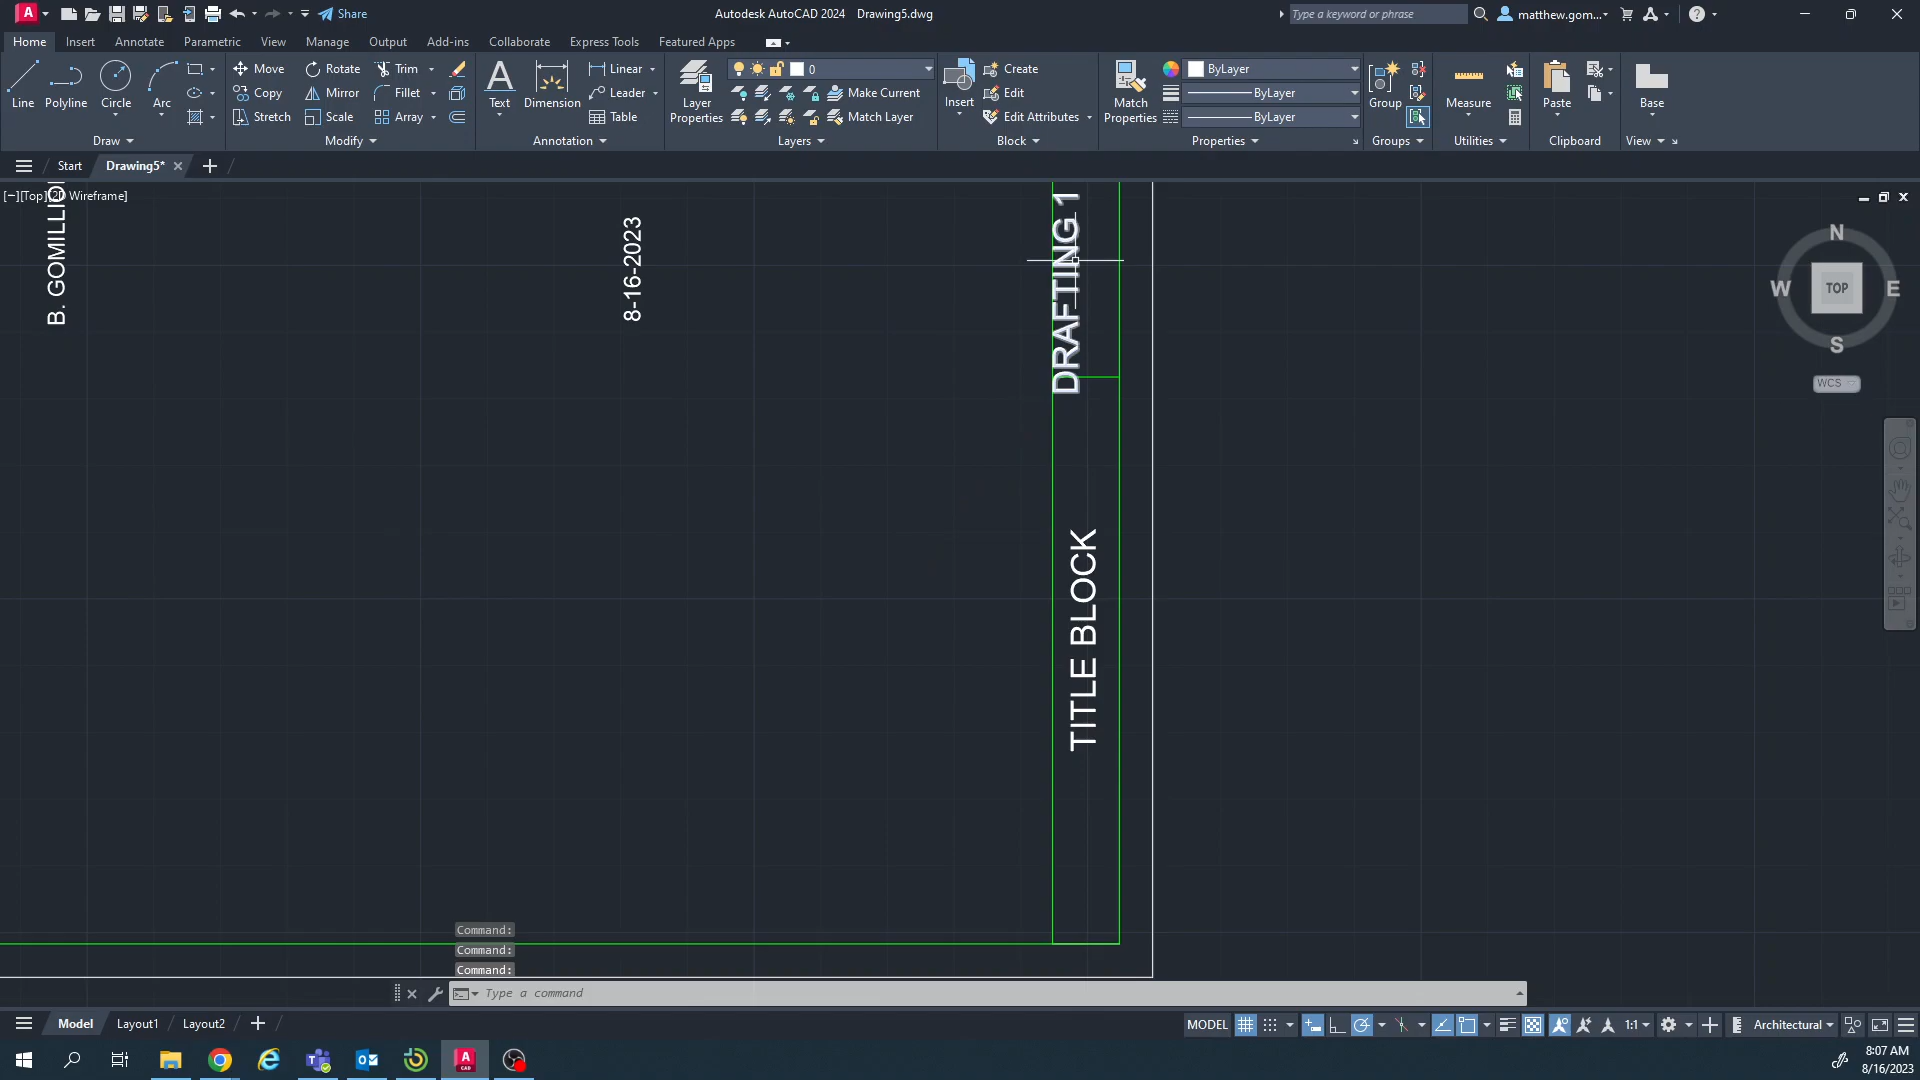 Share
Autodesk AutoCAD 2024 Drawing5.dwg
Type a keyword or phrase
matthew.gom...
Home Insert Annotate Parametric View Manage Output Add-ins Collaborate Express Tools Featured Apps
Line Polyline Circle Arc
Move Rotate Trim
Copy Mirror Fillet
Stretch Scale Array
Text Dimension
Linear
Leader
Table
Layer Properties
0
Make Current
Match Layer
Insert
Create
Edit
Edit Attributes
Match Properties
ByLayer
ByLayer
ByLayer
Group
Measure
Paste
Base
Draw Modify Annotation Layers Block Properties Groups Utilities Clipboard View
Start Drawing5*
[−][Top][2D Wireframe]
B. GOMILLIO
8-16-2023
DRAFTING 1
TITLE BLOCK
N
W TOP E
S
WCS
Command:
Command:
Command:
Type a command
Model Layout1 Layout2
MODEL 1:1 Architectural
8:07 AM
8/16/2023